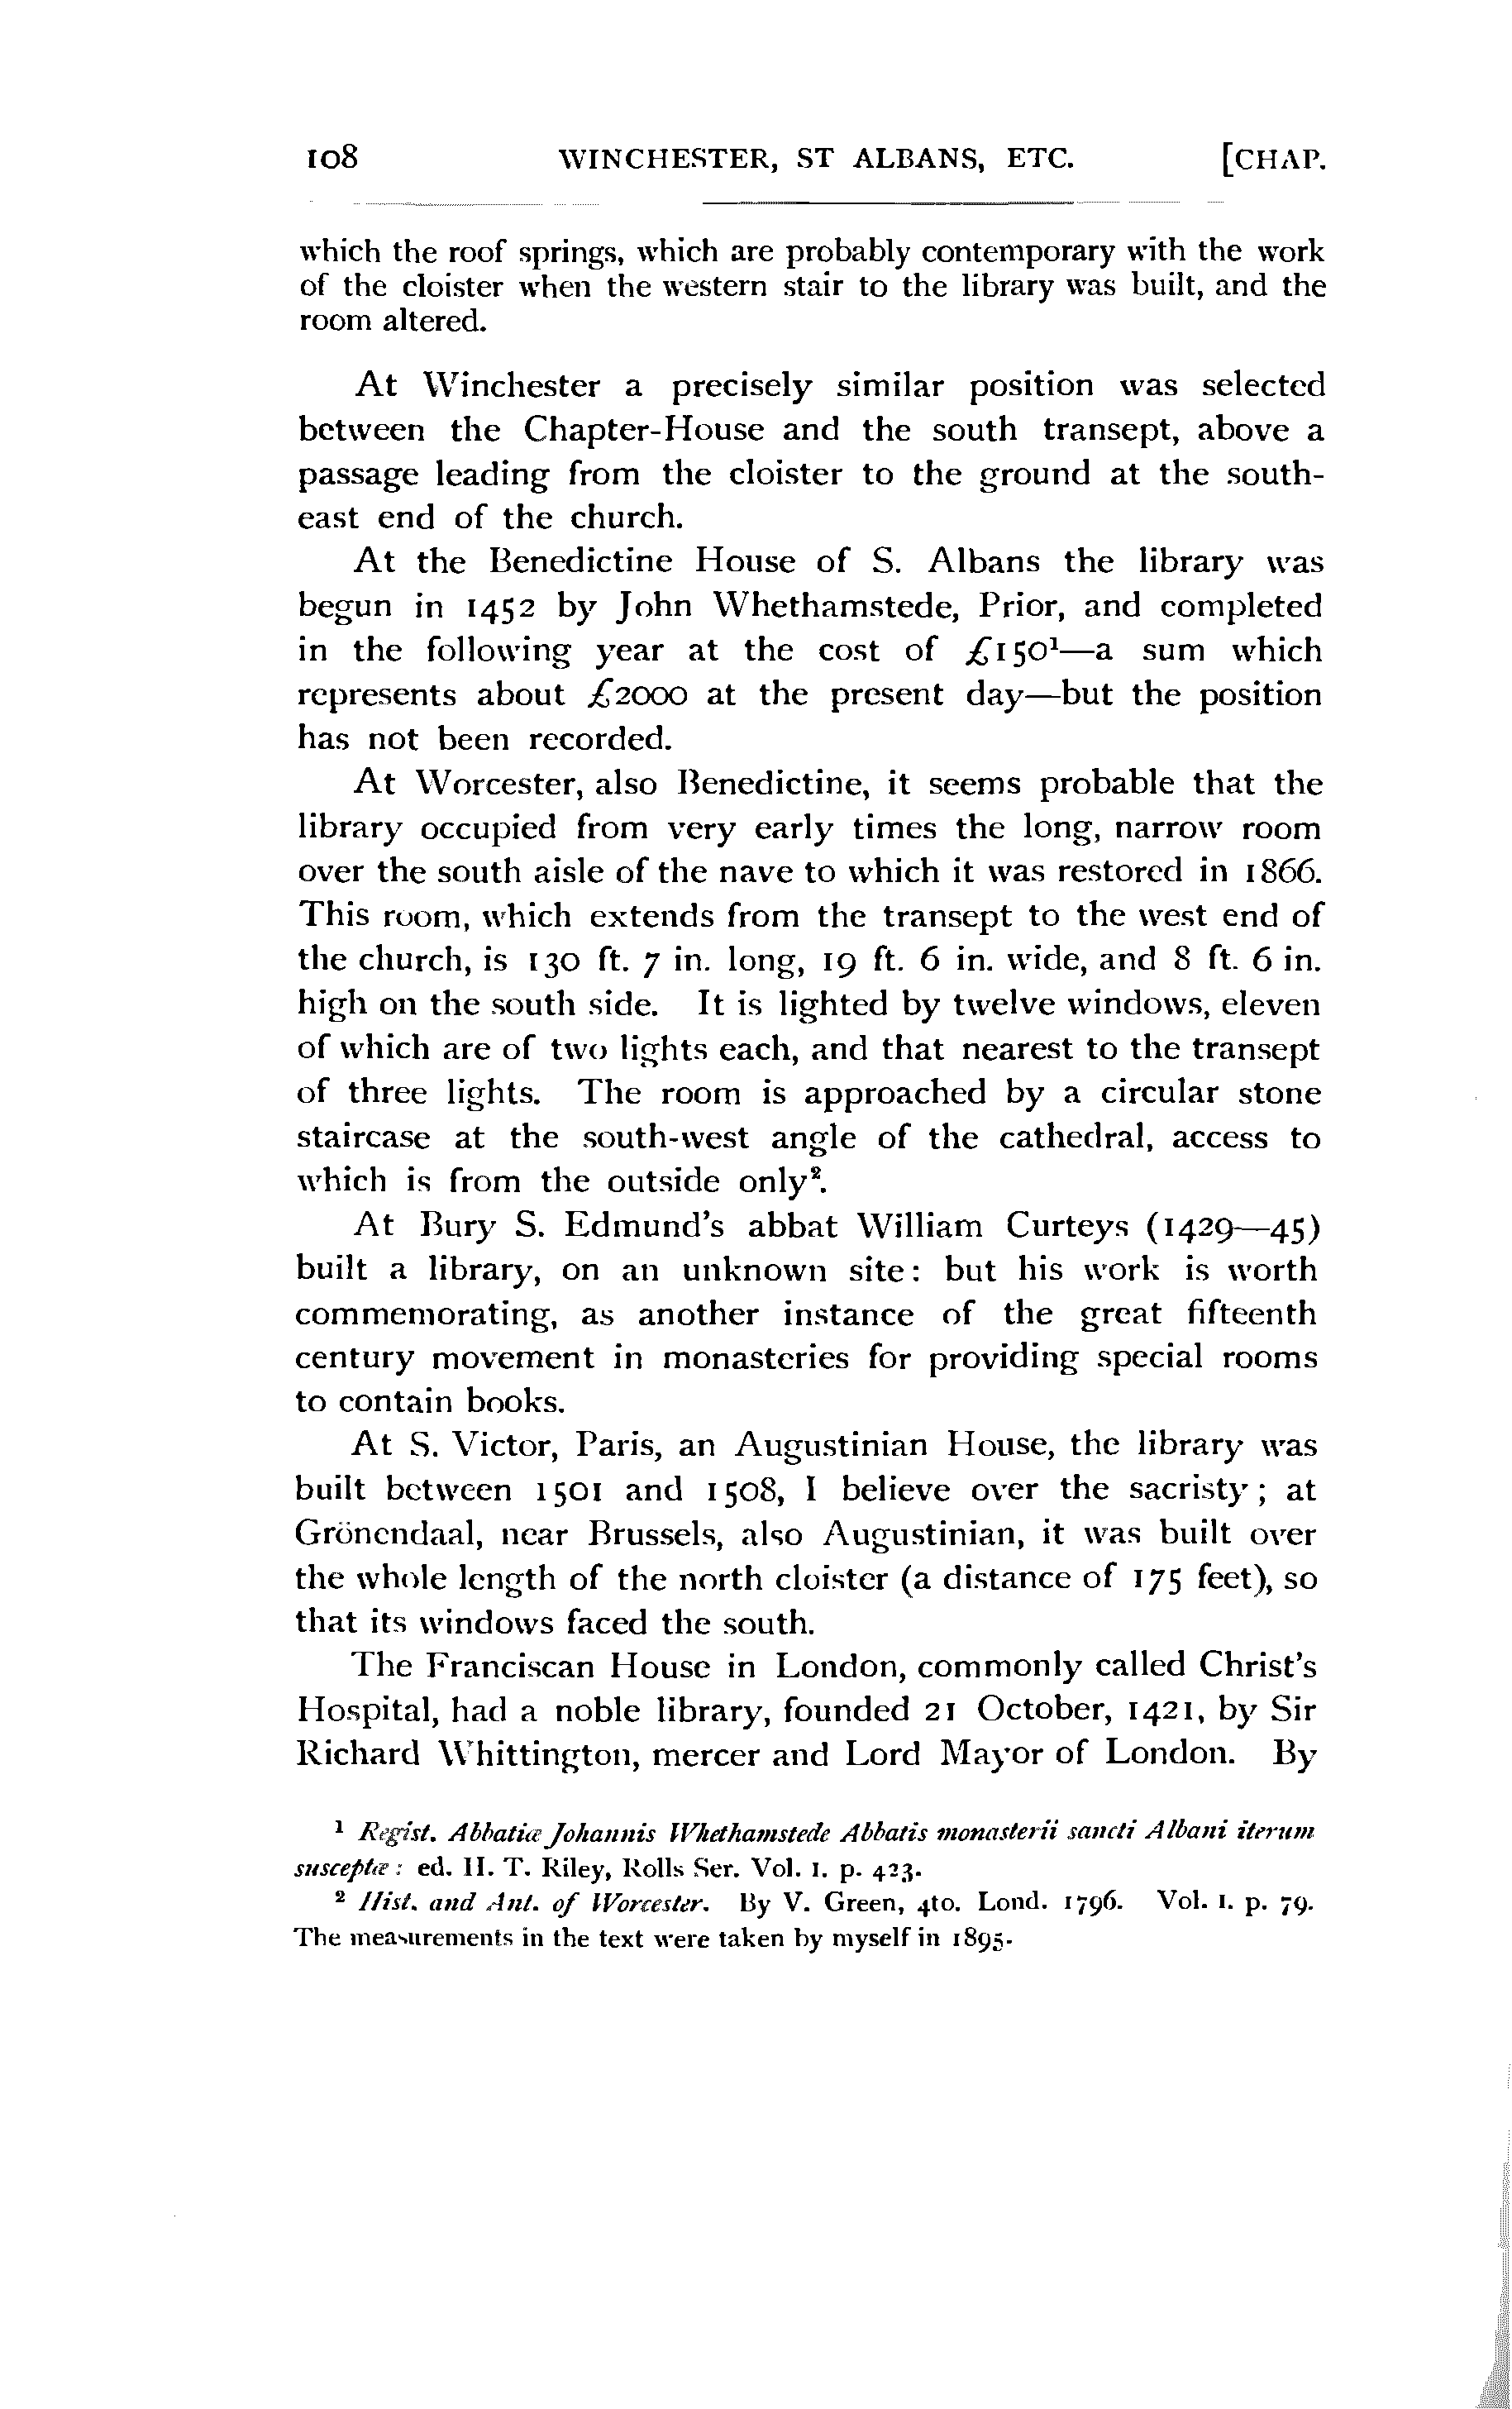 108 WINCHESTER, ST ALBANS, ETC. [CHAP.
which the roof springs, which are probably contemporary with the work
of the cloister when the western stair to the library was built, and the
room altered.
At Winchester a precisely similar position was selected
between the Chapter-House and the south transept, above a
passage leading from the cloister to the ground at the south-
east end of the church.
At the Benedictine House of S. Albans the library was
begun in 1452 by John Whethamstede, Prior, and completed
in the following year at the cost of £150¹—a sum which
represents about £2000 at the present day—but the position
has not been recorded.
At Worcester, also Benedictine, it seems probable that the
library occupied from very early times the long, narrow room
over the south aisle of the nave to which it was restored in 1866.
This room, which extends from the transept to the west end of
the church, is 130 ft. 7 in. long, 19 ft. 6 in. wide, and 8 ft. 6 in.
high on the south side. It is lighted by twelve windows, eleven
of which are of two lights each, and that nearest to the transept
of three lights. The room is approached by a circular stone
staircase at the south-west angle of the cathedral, access to
which is from the outside only².
At Bury S. Edmund's abbat William Curteys (1429—45)
built a library, on an unknown site: but his work is worth
commemorating, as another instance of the great fifteenth
century movement in monasteries for providing special rooms
to contain books.
At S. Victor, Paris, an Augustinian House, the library was
built between 1501 and 1508, I believe over the sacristy; at
Grönendaal, near Brussels, also Augustinian, it was built over
the whole length of the north cloister (a distance of 175 feet), so
that its windows faced the south.
The Franciscan House in London, commonly called Christ's
Hospital, had a noble library, founded 21 October, 1421, by Sir
Richard Whittington, mercer and Lord Mayor of London. By
¹ Regist. Abbatiæ Johannis Whethamstede Abbatis monasterii sancti Albani iterum
susceptæ: ed. H. T. Riley, Rolls Ser. Vol. I. p. 423.
² Hist. and Ant. of Worcester. By V. Green, 4to. Lond. 1796. Vol. I. p. 79.
The measurements in the text were taken by myself in 1895.